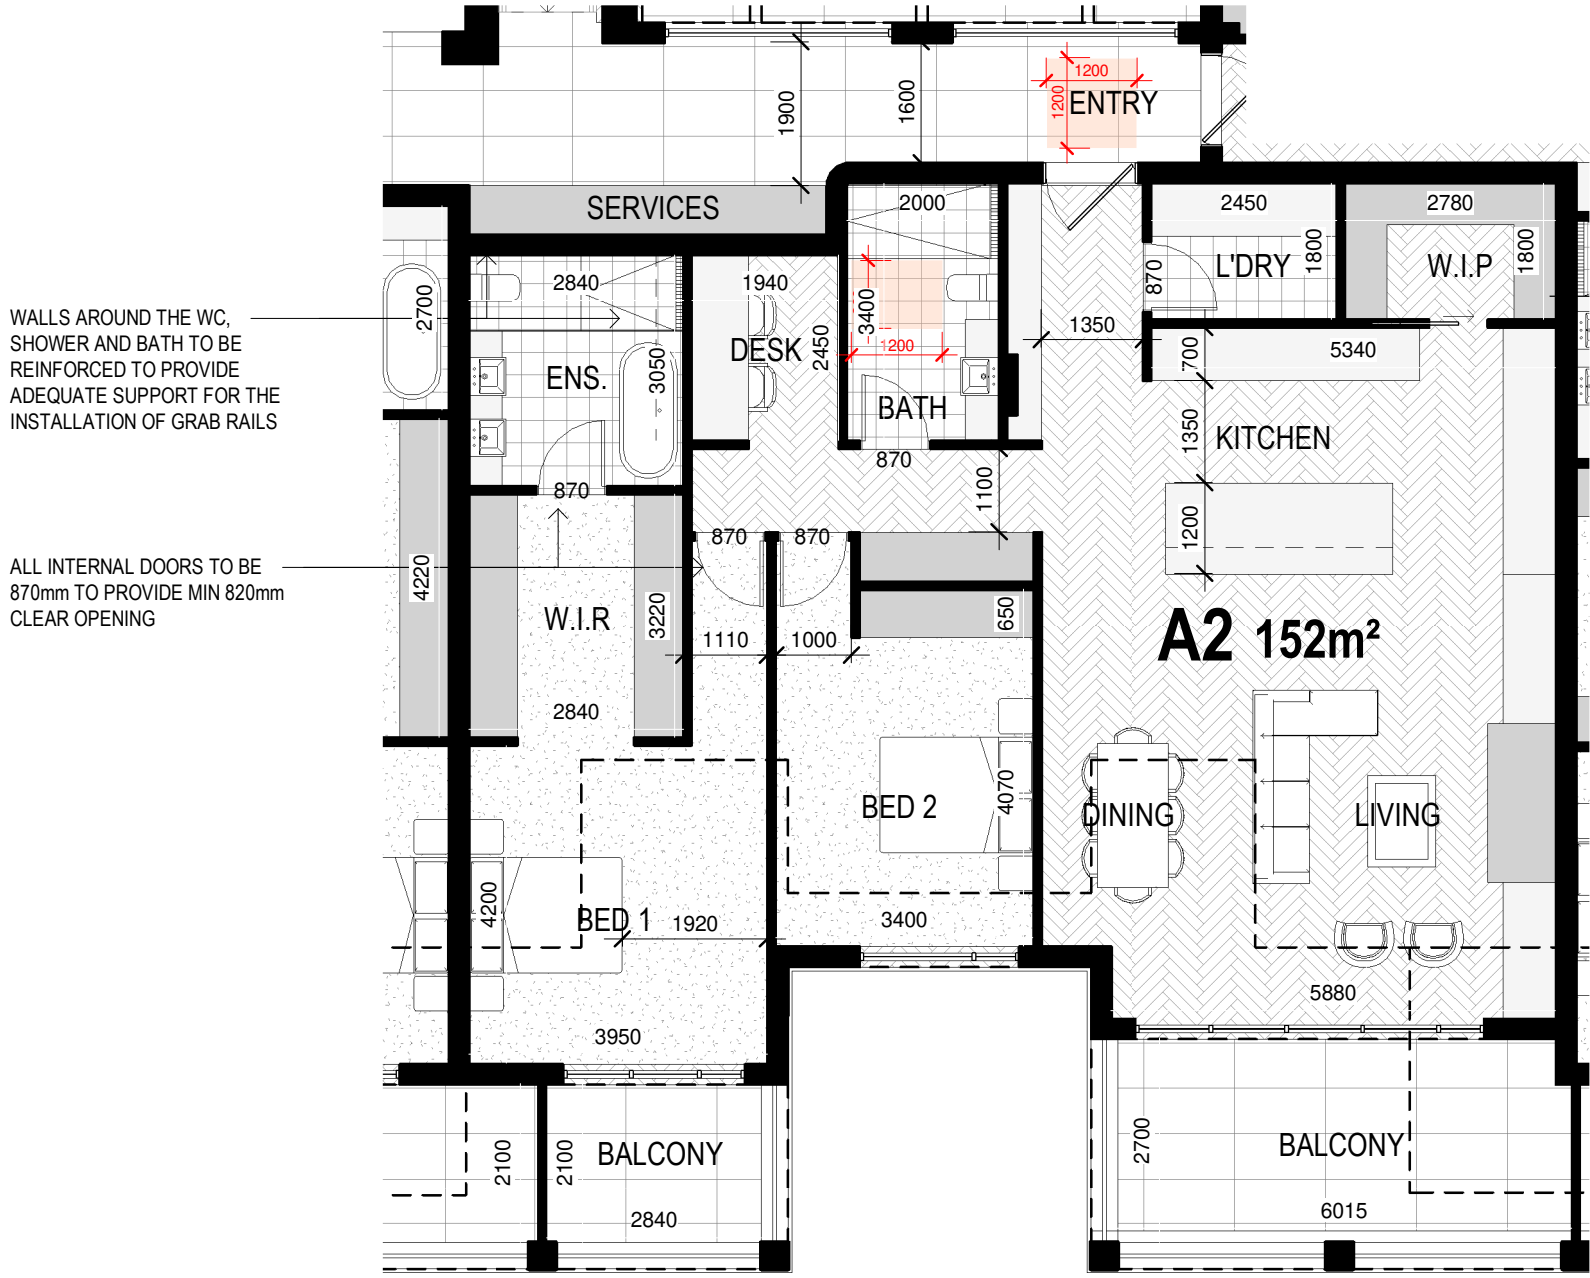 1200
1200
ENTRY
1900
1600
SERVICES
2000
2450
2780
1800
1800
L'DRY
W.I.P
870
2840
2700
1940
3400
1200
WALLS AROUND THE WC,
SHOWER AND BATH TO BE
REINFORCED TO PROVIDE
ADEQUATE SUPPORT FOR THE
INSTALLATION OF GRAB RAILS
ENS.
3050
DESK
2450
BATH
1350
700
5340
1350
KITCHEN
870
870
1100
1200
870
870
ALL INTERNAL DOORS TO BE
870mm TO PROVIDE MIN 820mm
CLEAR OPENING
4220
W.I.R
3220
1110
1000
650
A2 152m²
2840
BED 2
4070
DINING
LIVING
4200
BED 1
1920
3400
5880
3950
2100
2100
BALCONY
2840
2700
BALCONY
6015